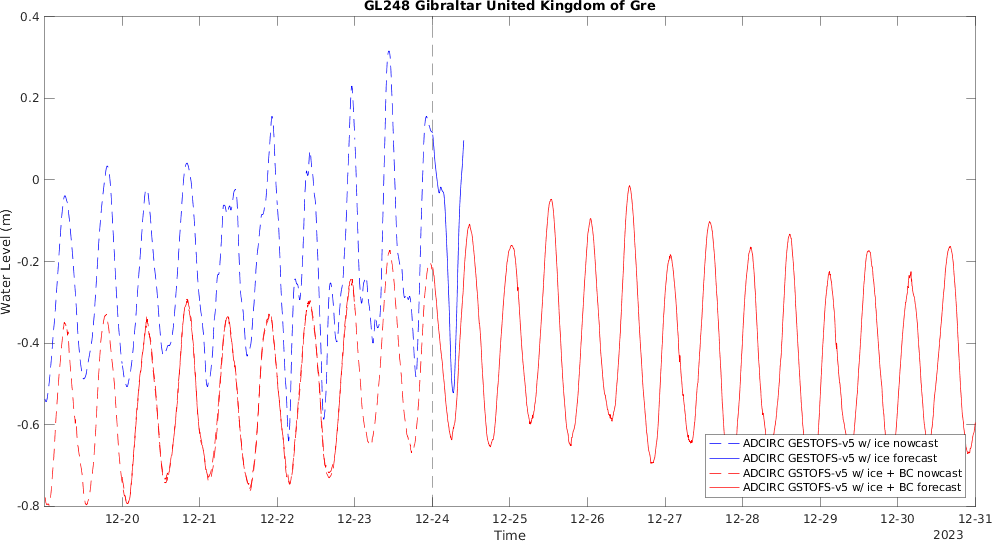 GL248 Gibraltar United Kingdom of Gre
0.4
0.2
0
-0.2
-0.4
-0.6
-0.8
Water Level (m)
12-20 12-21 12-22 12-23 12-24 12-25 12-26 12-27 12-28 12-29 12-30 12-31
Time
2023
ADCIRC GESTOFS-v5 w/ ice nowcast
ADCIRC GESTOFS-v5 w/ ice forecast
ADCIRC GSTOFS-v5 w/ ice + BC nowcast
ADCIRC GSTOFS-v5 w/ ice + BC forecast